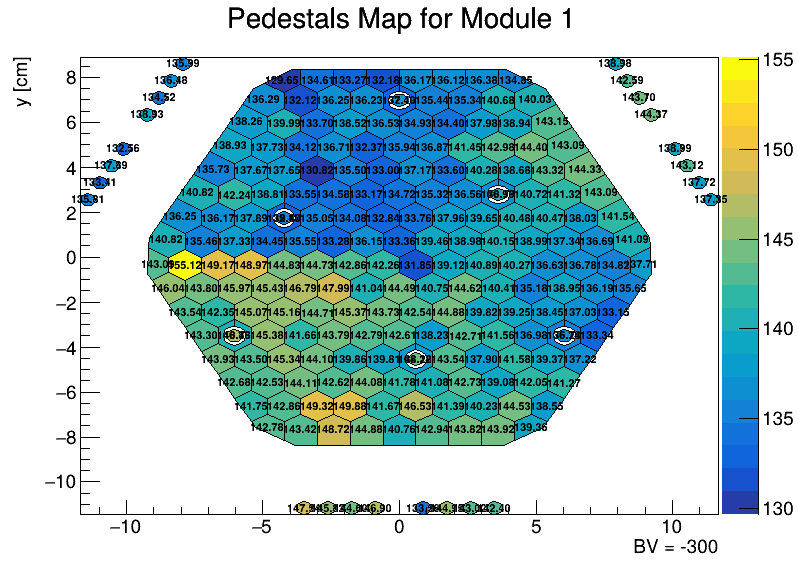 Pedestals Map for Module 1
y [cm]
135.99 138.98
136.48 142.59
134.52 143.70
138.93 144.37
132.56 138.99
143.12
133.41 137.72
135.81 137.35
129.65 134.61 133.27 132.18 136.17 136.12 136.38 134.85
136.29 132.12 136.25 136.23 135.44 135.34 140.68 140.03
138.26 139.99 133.70 138.52 136.53 134.93 134.40 137.98 138.94 143.15
138.93 137.73 134.12 136.71 132.37 135.94 136.87 141.45 142.98 144.40 144.09
135.73 137.67 135.71 130.82 135.50 133.00 137.17 133.60 140.28 138.68 143.32 144.33
140.82 142.24 138.81 133.55 133.17 134.72 135.32 136.56 140.72 141.32 143.09
136.25 136.17 137.89 135.05 134.08 132.84 133.76 137.96 139.65 140.48 140.47 138.03 141.54
140.82 135.46 137.33 134.45 135.55 133.28 136.15 133.36 139.46 138.98 140.15 138.99 137.34 136.69 141.09
155.12 149.17 148.97 144.83 144.73 142.86 142.26 131.85 139.12 140.89 140.27 136.63 136.78 134.82 137.71
146.04 143.80 145.97 145.43 146.79 147.99 141.04 144.49 140.75 144.62 140.41 135.18 138.95 136.19 135.65
143.54 142.35 145.07 145.16 144.71 145.37 143.73 142.54 144.88 139.82 139.25 138.45 137.03 133.15
143.30 145.38 141.66 143.79 142.79 142.61 138.23 142.71 141.56 136.98 133.34
143.93 143.50 145.34 144.10 139.86 143.54 137.90 141.58 139.37 137.22
142.68 142.53 144.11 142.62 144.08 141.78 141.08 142.73 139.08 142.05 141.27
141.75 142.86 149.32 149.88 141.67 146.53 141.39 140.23 144.53 138.55
142.78 143.42 148.72 144.88 140.76 142.94 143.82 143.92 139.36
8
6
4
2
0
−2
−4
−6
−8
−10
−10 −5 0 5 10
155
150
145
140
135
130
BV = -300